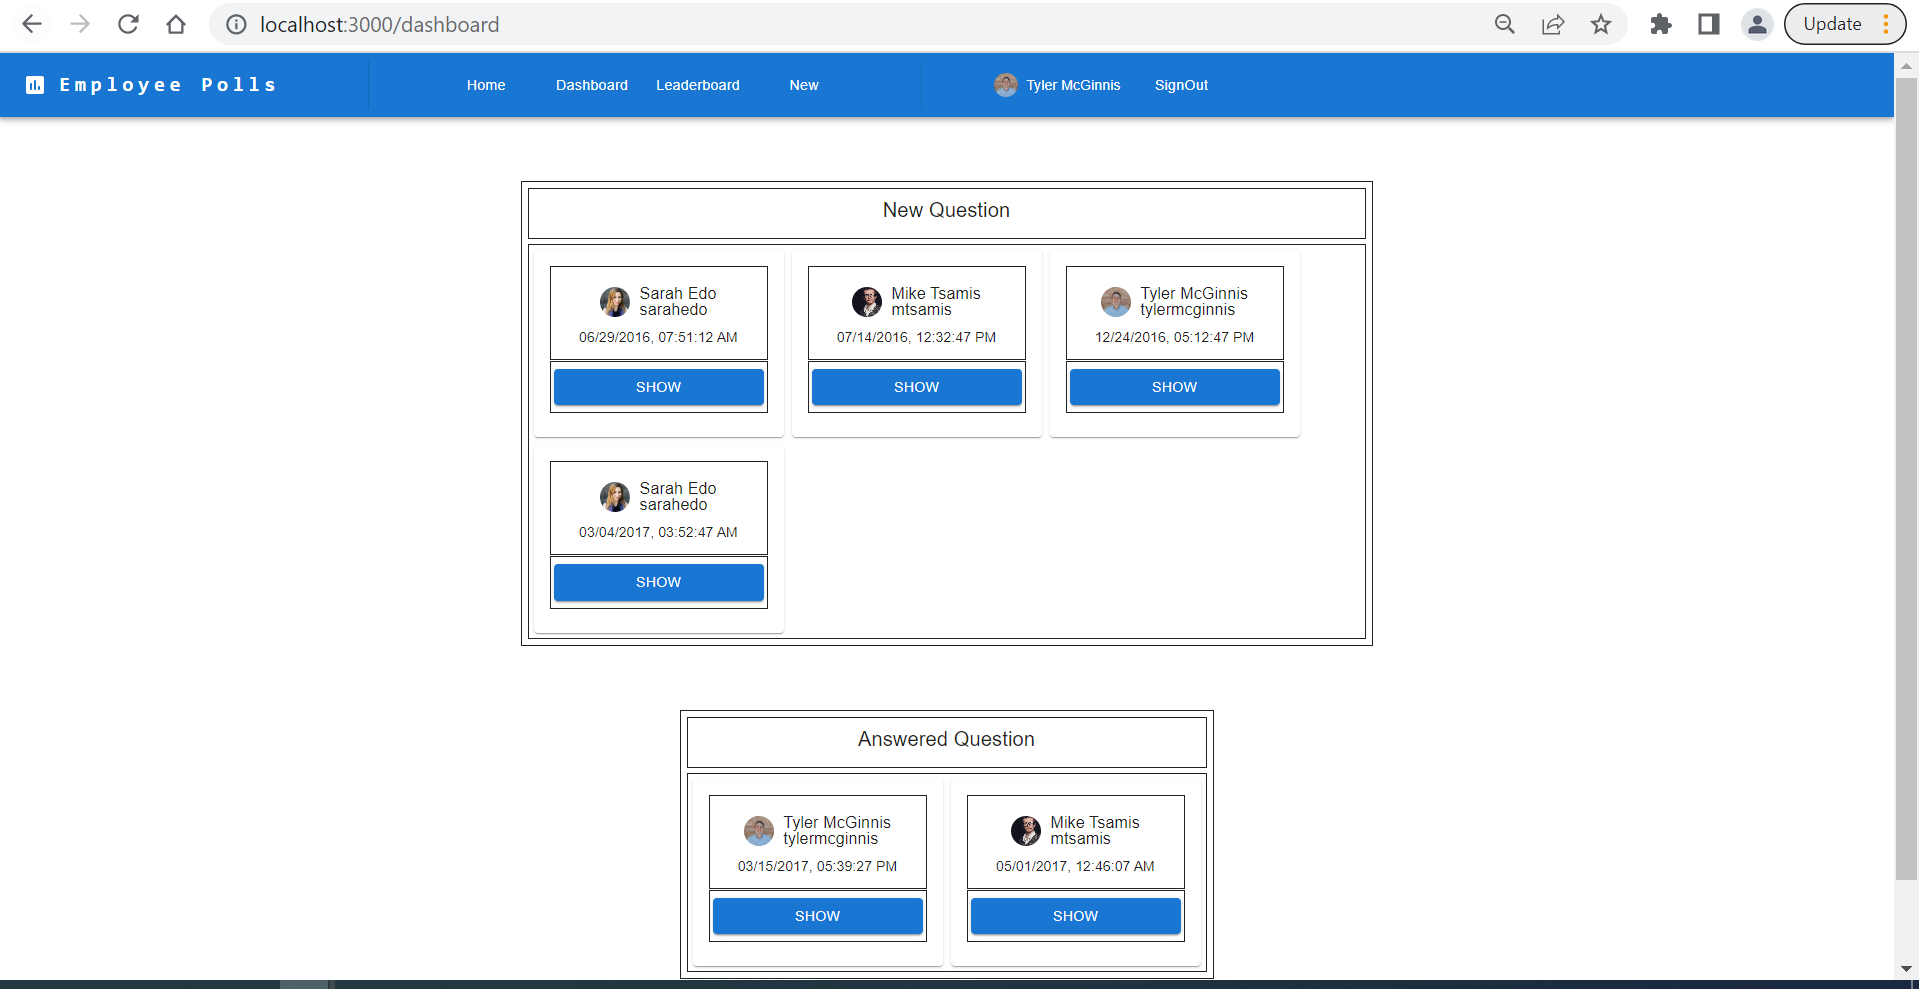 localhost:3000/dashboard
Update
Employee Polls
Home
Dashboard
Leaderboard
New
Tyler McGinnis
SignOut
New Question
Sarah Edo
sarahedo
06/29/2016, 07:51:12 AM
SHOW
Mike Tsamis
mtsamis
07/14/2016, 12:32:47 PM
SHOW
Tyler McGinnis
tylermcginnis
12/24/2016, 05:12:47 PM
SHOW
Sarah Edo
sarahedo
03/04/2017, 03:52:47 AM
SHOW
Answered Question
Tyler McGinnis
tylermcginnis
03/15/2017, 05:39:27 PM
SHOW
Mike Tsamis
mtsamis
05/01/2017, 12:46:07 AM
SHOW